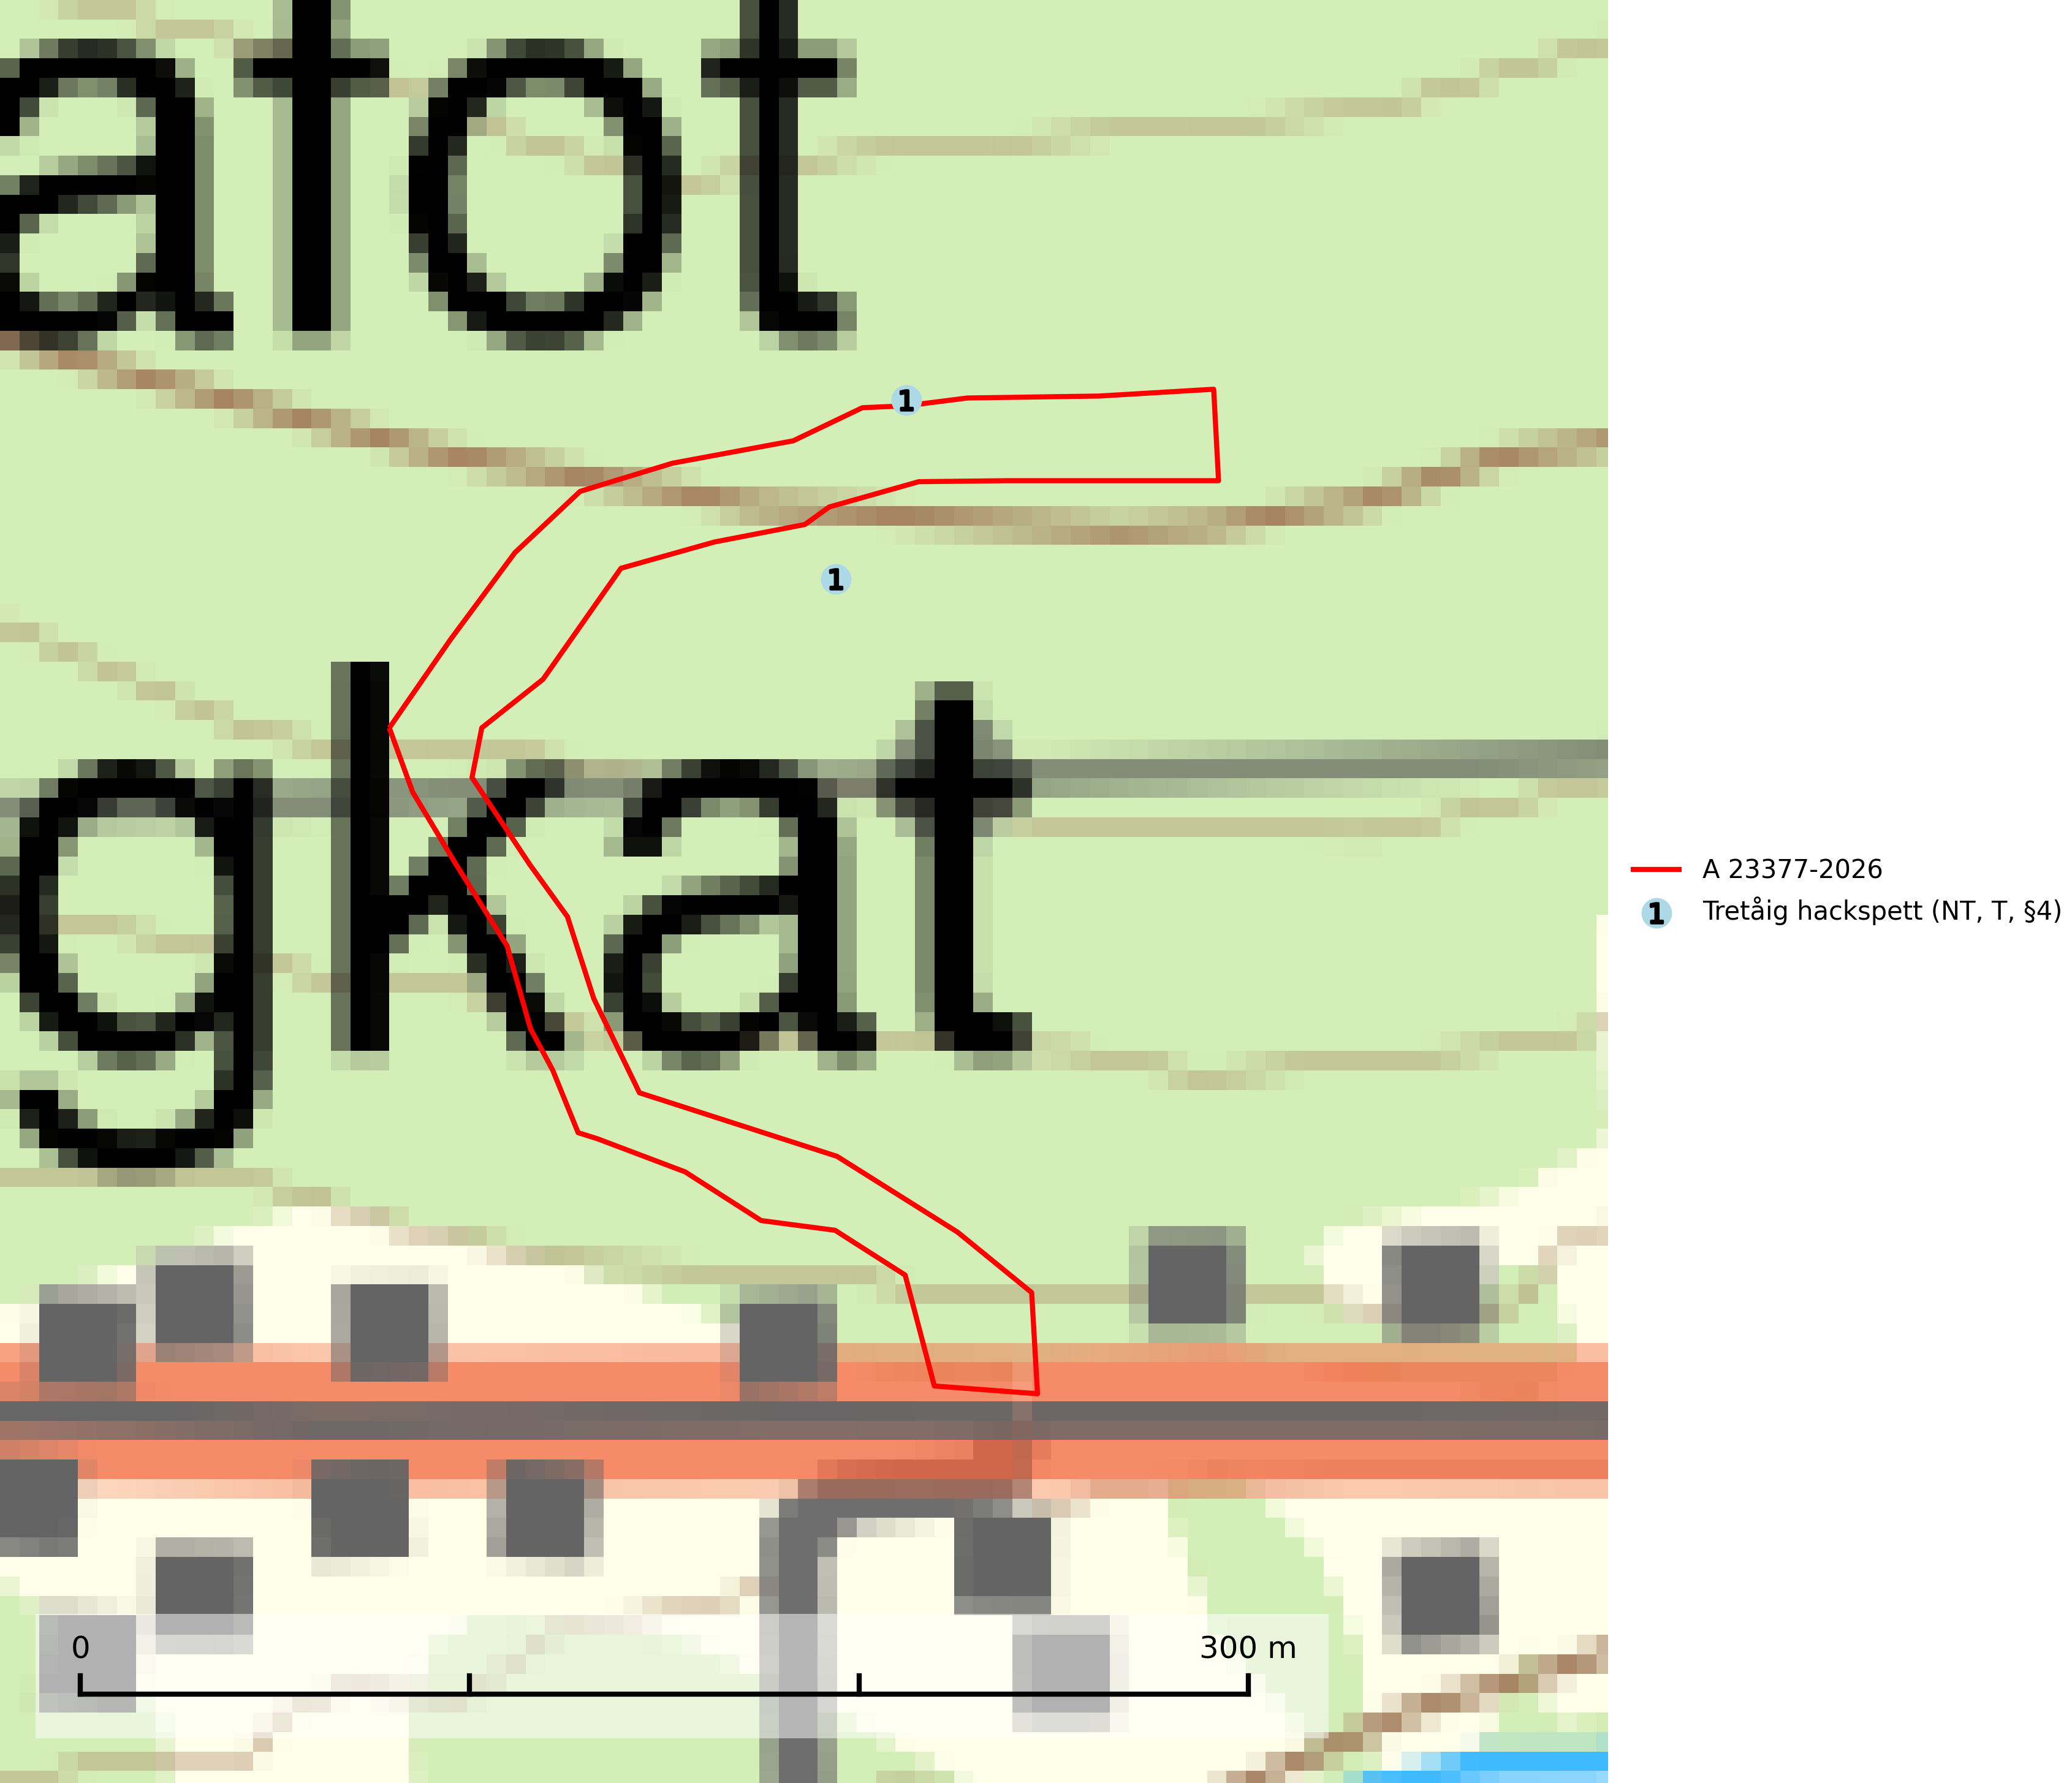 atot
1
1
gkat
A 23377-2026
1 Tretåig hackspett (NT, T, §4)
0 300 m